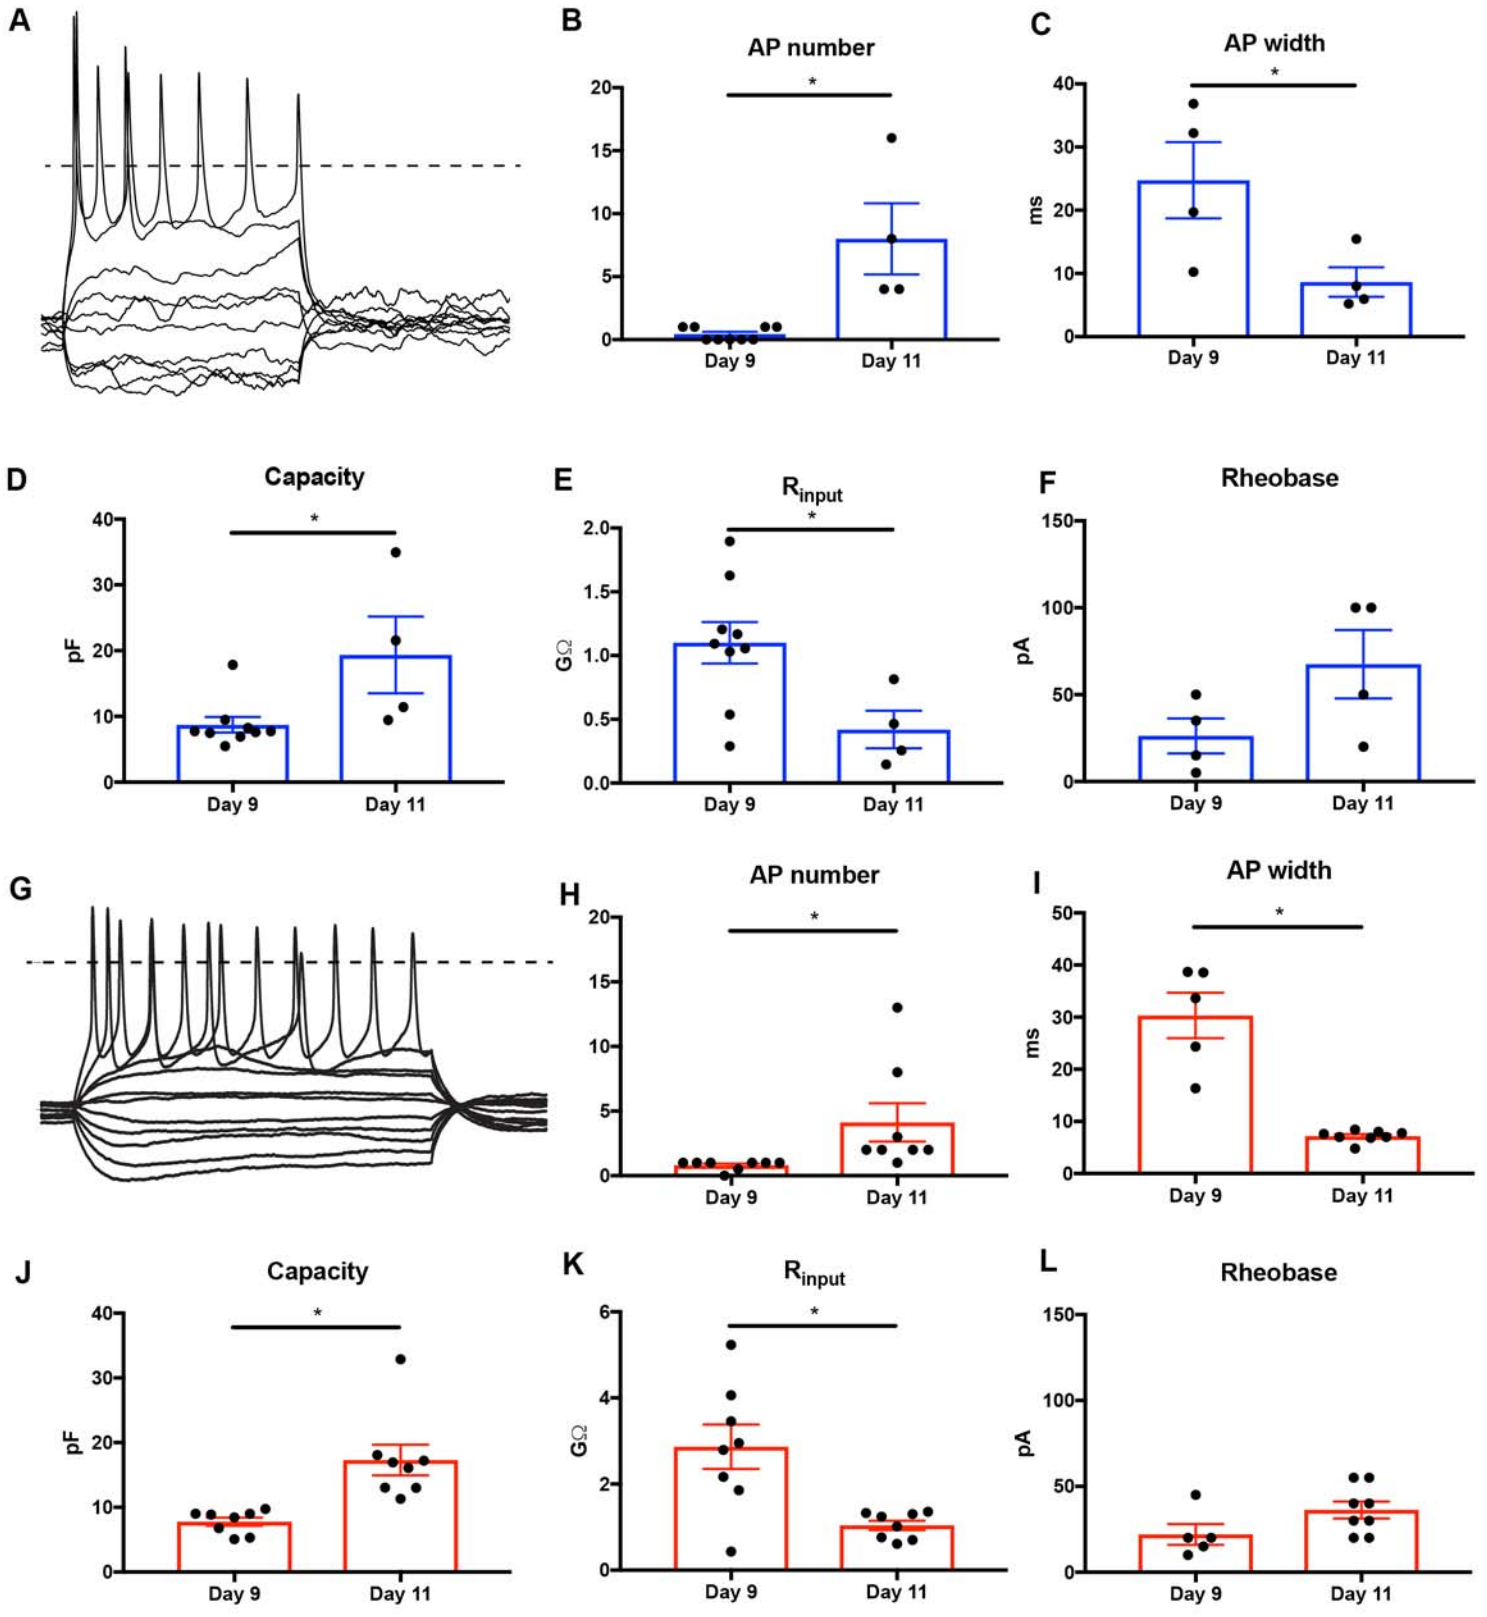 A
B
AP number
*
20
15
10
5
0
Day 9
Day 11
C
AP width
*
40
30
20
10
0
ms
Day 9
Day 11
D
Capacity
*
40
30
20
10
0
pF
Day 9
Day 11
E
Rinput
*
2.0
1.5
1.0
0.5
0.0
GΩ
Day 9
Day 11
F
Rheobase
150
100
50
0
pA
Day 9
Day 11
G
H
AP number
*
20
15
10
5
0
Day 9
Day 11
I
AP width
*
50
40
30
20
10
0
ms
Day 9
Day 11
J
Capacity
*
40
30
20
10
0
pF
Day 9
Day 11
K
Rinput
*
6
4
2
0
GΩ
Day 9
Day 11
L
Rheobase
150
100
50
0
pA
Day 9
Day 11